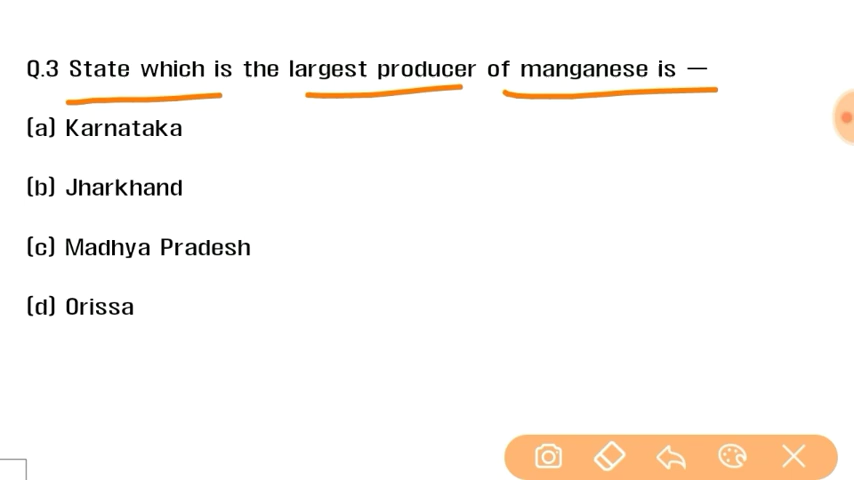 Q.3 State which is the largest producer of manganese is —
(a) Karnataka
(b) Jharkhand
(c) Madhya Pradesh
(d) Orissa